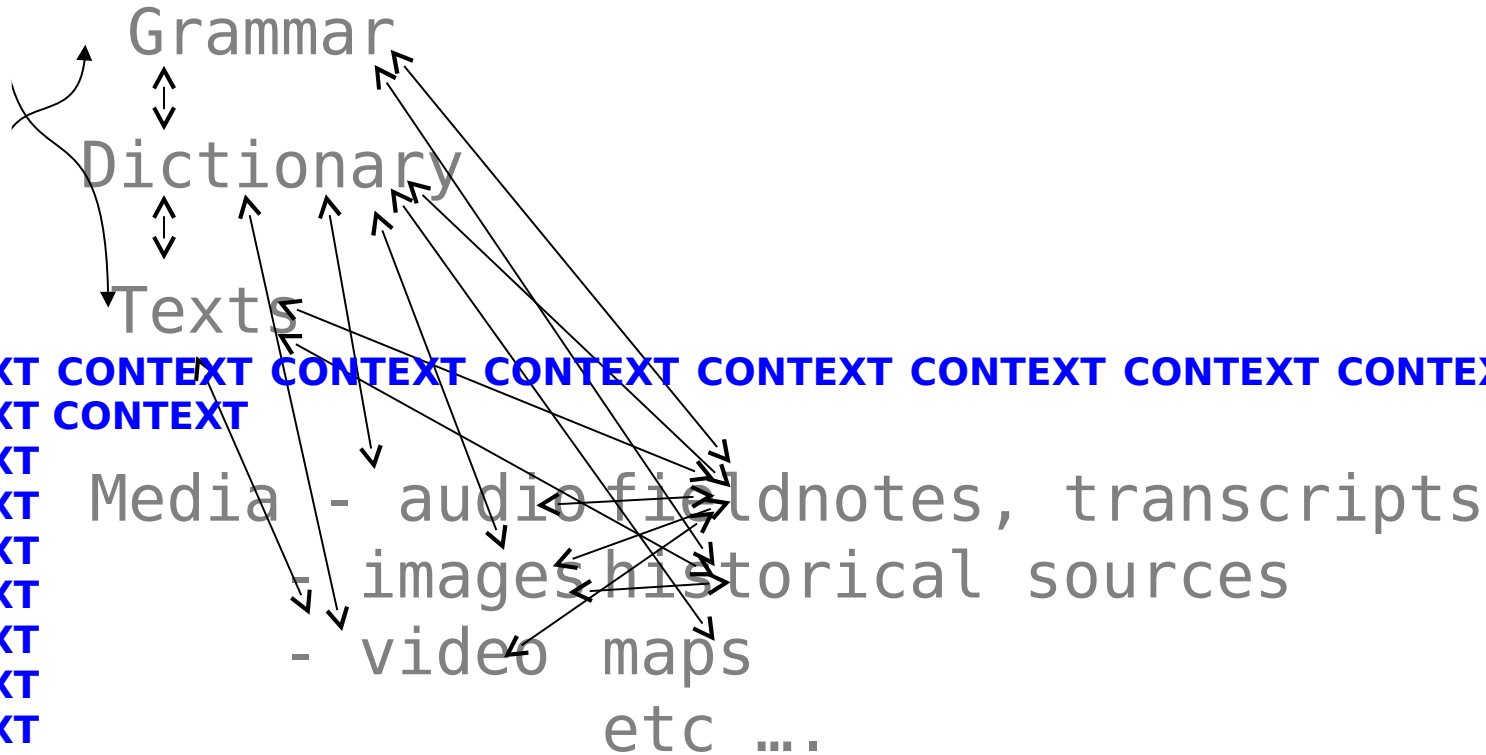 Grammar
Dictionary
Texts
XT CONTEXT CONTEXT CONTEXT CONTEXT CONTEXT CONTEXT CONTEX
XT CONTEXT
XT
Media - audio fieldnotes, transcripts
XT
XT
- images historical sources
XT
XT
- video maps
XT
etc ….
XT